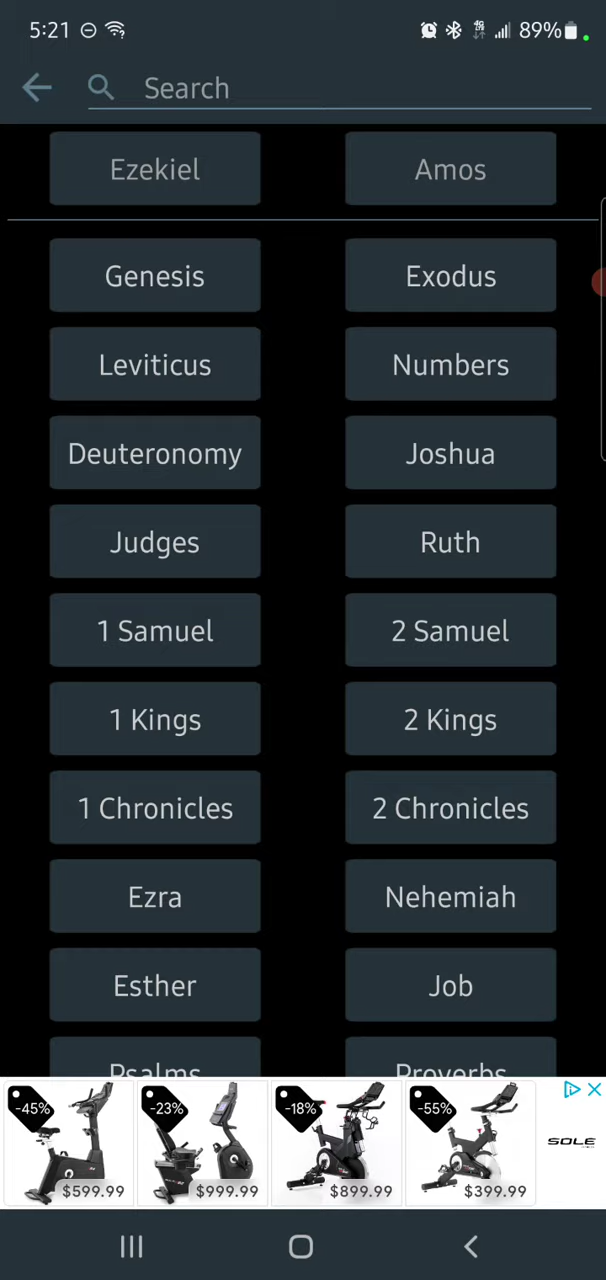 5:21 89%
Search
Ezekiel Amos
Genesis Exodus
Leviticus Numbers
Deuteronomy Joshua
Judges Ruth
1 Samuel 2 Samuel
1 Kings 2 Kings
1 Chronicles 2 Chronicles
Ezra Nehemiah
Esther Job
Psalms Proverbs
-45% -23% -18% -55%
SOLE
$599.99 $999.99 $899.99 $399.99